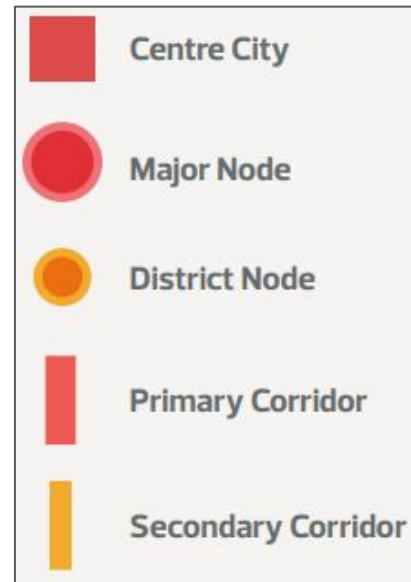 Centre City
Major Node
District Node
Primary Corridor
Secondary Corridor